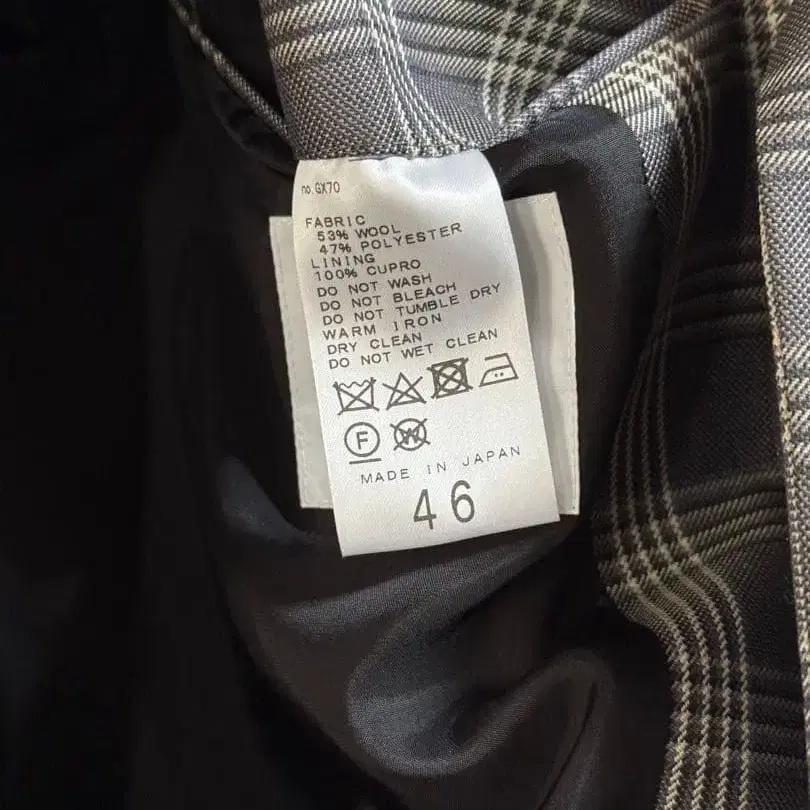 no. GX70
FABRIC
53% WOOL
47% POLYESTER
LINING
100% CUPRO
DO NOT WASH
DO NOT BLEACH
DO NOT TUMBLE DRY
WARM IRON
DRY CLEAN
DO NOT WET CLEAN
F W
MADE IN JAPAN
46